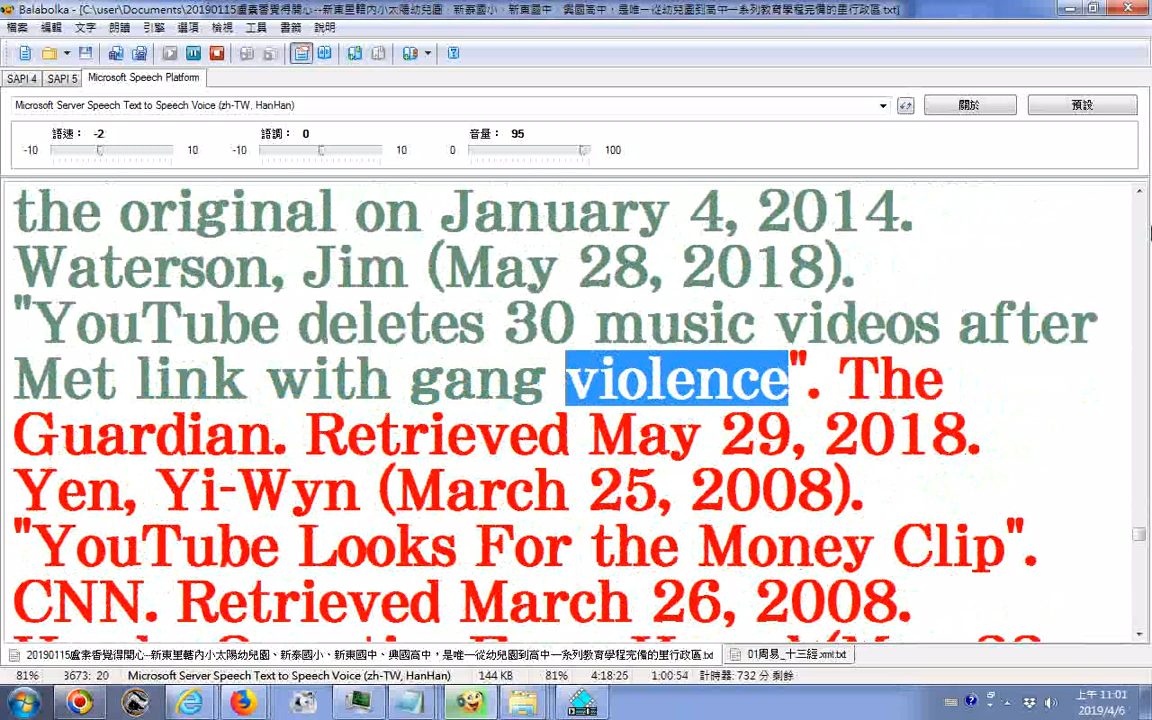 Balabolka - [C:\user\Documents\20190115盧素香覺得開心--新東里轄內小太陽幼兒園、新泰國小、新東國中、興國高中，是唯一從幼兒園到高中一系列教育學程完備的里行政區.txt]
檔案 編輯 文字 朗讀 引擎 選項 檢視 工具 書籤 說明
SAPI 4 SAPI 5 Microsoft Speech Platform
Microsoft Server Speech Text to Speech Voice (zh-TW, HanHan) 關於 預設
語速： -2 語調： 0 音量： 95
-10 10 -10 10 0 100
the original on January 4, 2014.
Waterson, Jim (May 28, 2018).
"YouTube deletes 30 music videos after
Met link with gang violence". The
Guardian. Retrieved May 29, 2018.
Yen, Yi-Wyn (March 25, 2008).
"YouTube Looks For the Money Clip".
CNN. Retrieved March 26, 2008.
20190115盧素香覺得開心--新東里轄內小太陽幼兒園、新泰國小、新東國中、興國高中，是唯一從幼兒園到高中一系列教育學程完備的里行政區.txt 01周易_十三經.xml.txt
81% 3673: 20 Microsoft Server Speech Text to Speech Voice (zh-TW, HanHan) 144 KB 81% 4:18:25 1:00:54 計時器: 732 分 剩餘
上午 11:01
2019/4/6